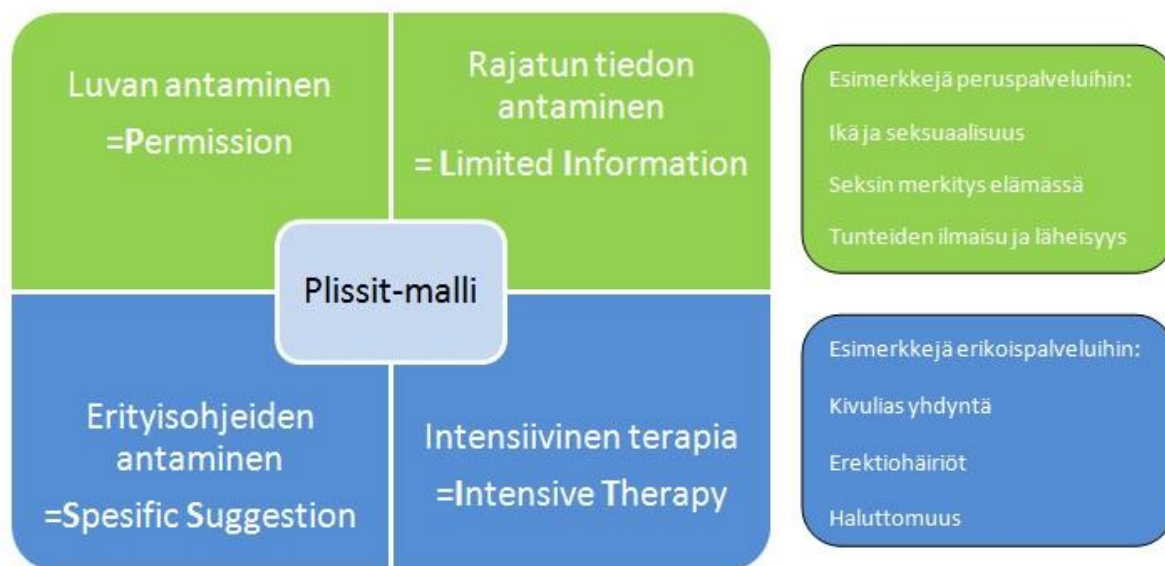 Luvan antaminen
=Permission
Rajatun tiedon
antaminen
= Limited Information
Plissit-malli
Erityisohjeiden
antaminen
=Spesific Suggestion
Intensiivinen terapia
=Intensive Therapy
Esimerkkejä peruspalveluihin:
Ikä ja seksuaalisuus
Seksin merkitys elämässä
Tunteiden ilmaisu ja läheisyys
Esimerkkejä erikoispalveluihin:
Kivulias yhdyntä
Erektiohäiriöt
Haluttomuus